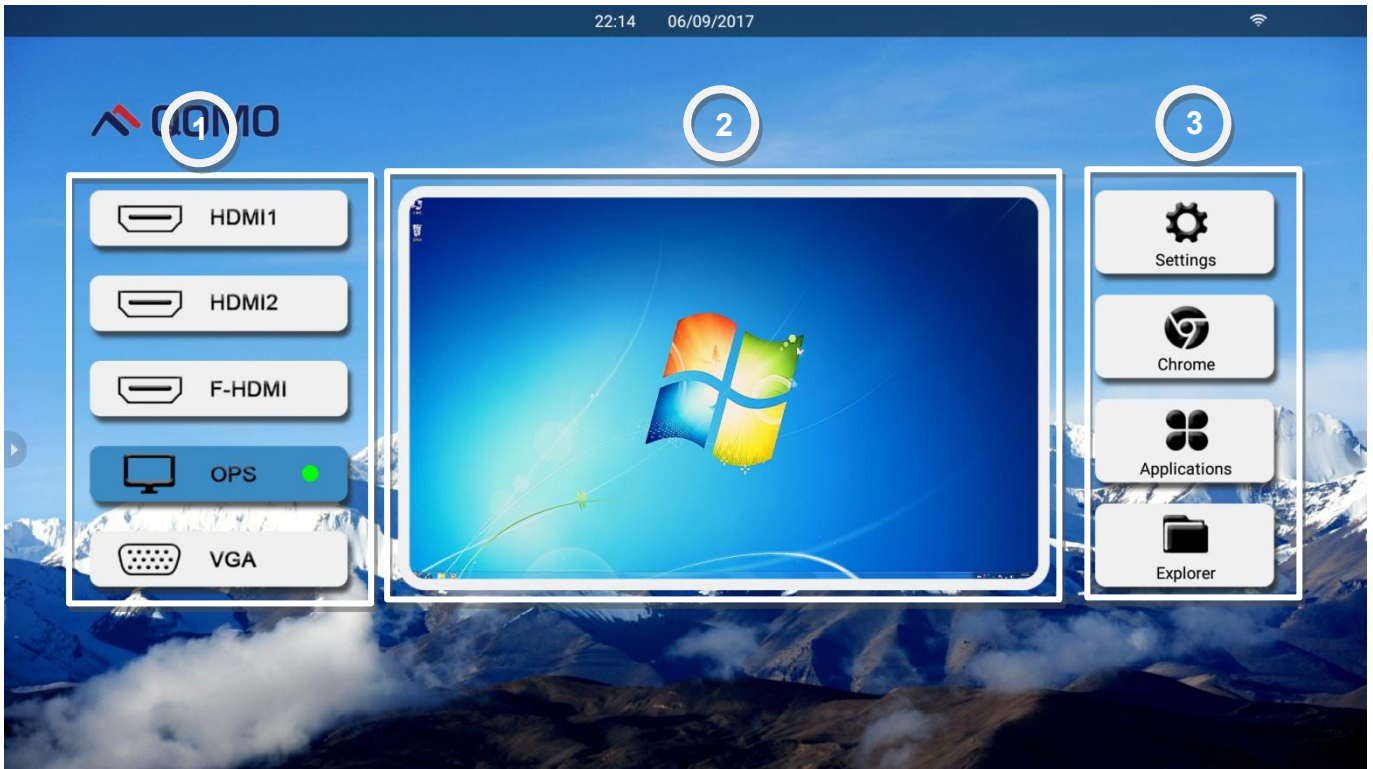 22:14 06/09/2017
QOMO
1
2
3
HDMI1
HDMI2
F-HDMI
OPS
VGA
Settings
Chrome
Applications
Explorer